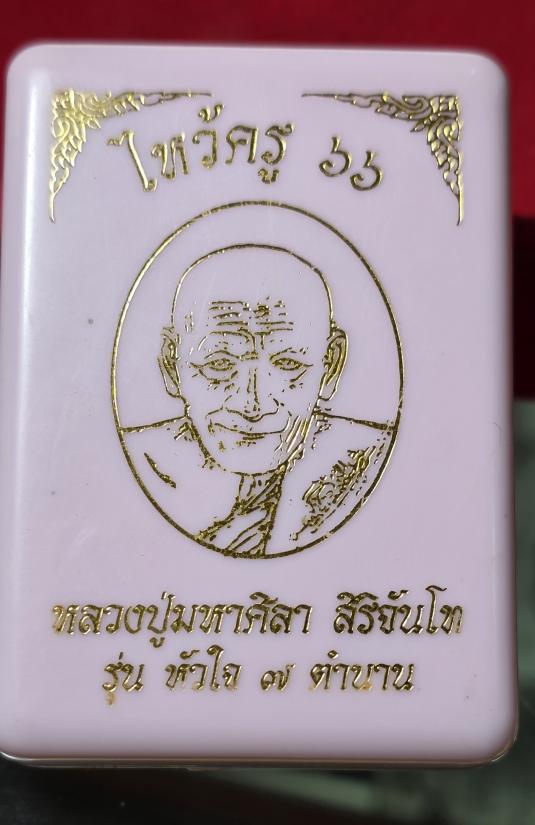 ไหว้ครู ๖๖
หลวงปู่มหาศิลา สิริจันโท
รุ่น หัวใจ ๗ ตำนาน